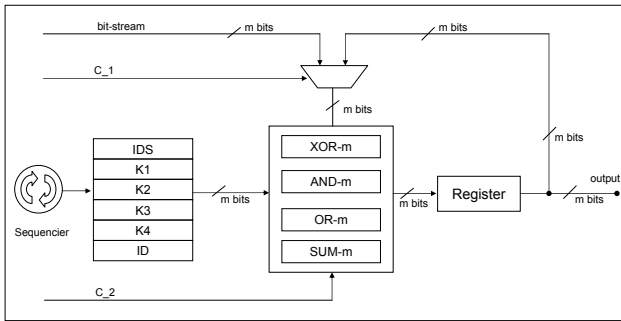 bit-stream
m bits
m bits
C_1
m bits
IDS
K1
K2
K3
K4
ID
Sequencier
m bits
XOR-m
AND-m
OR-m
SUM-m
m bits
Register
m bits
output
m bits
C_2